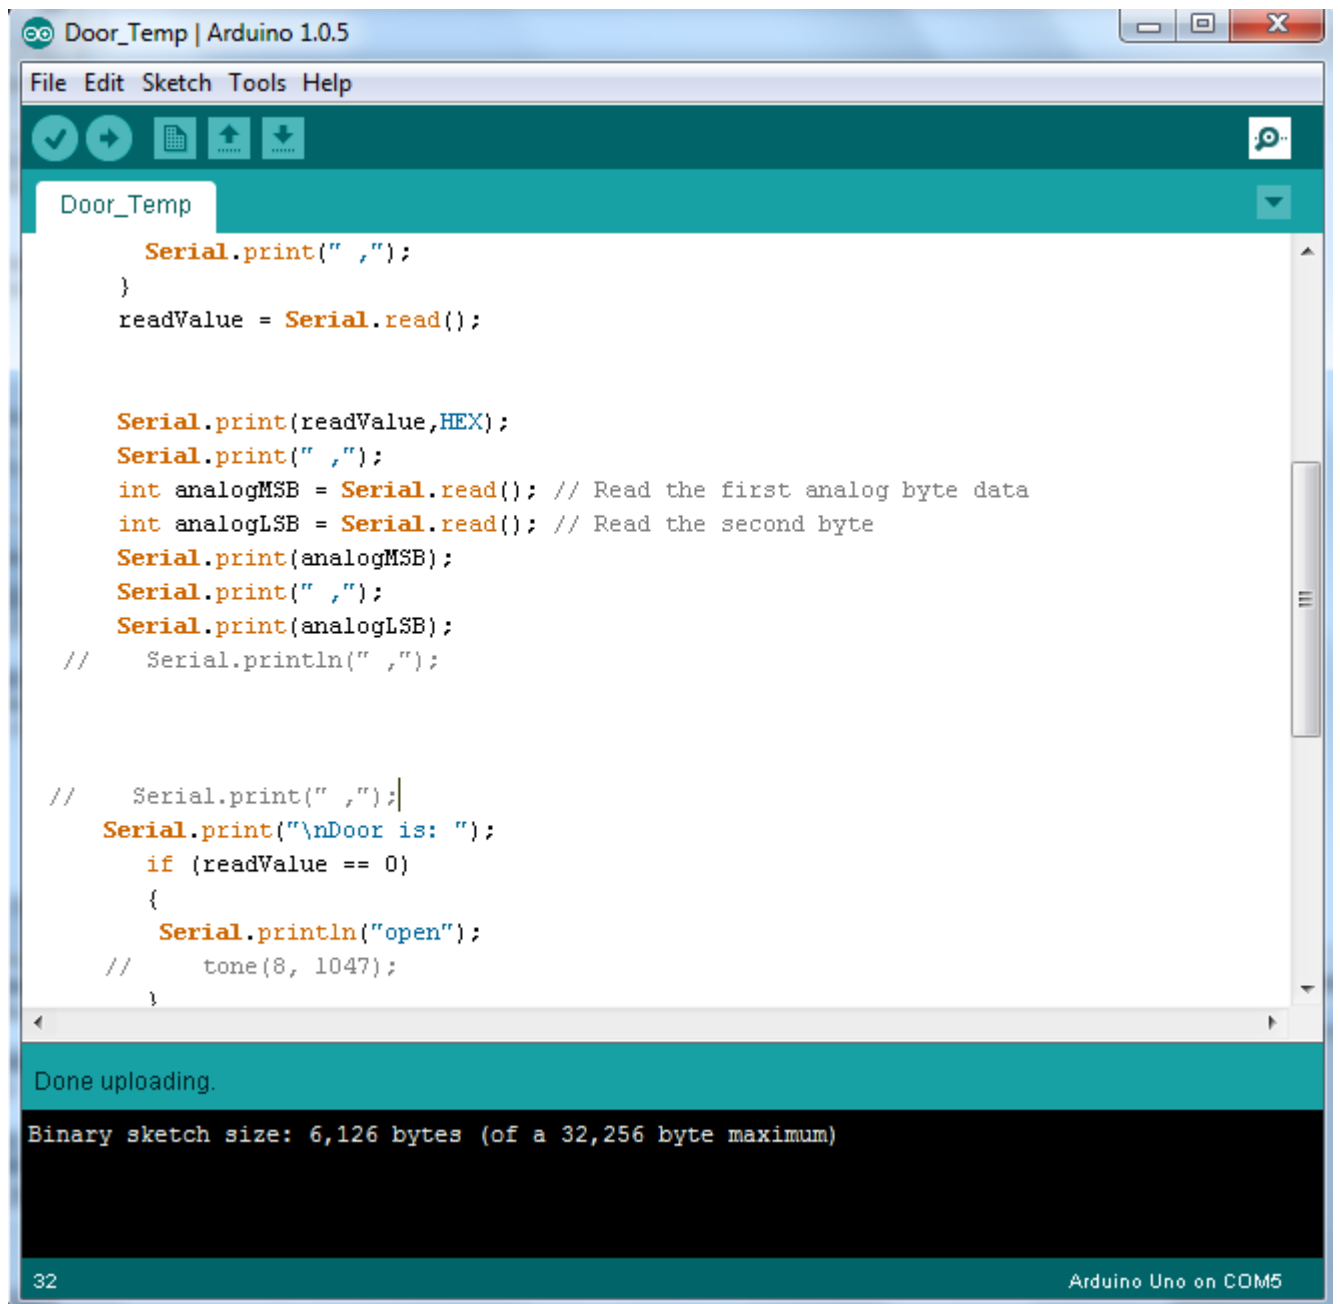 Door_Temp | Arduino 1.0.5
File Edit Sketch Tools Help
Door_Temp
Serial.print(" ,");
}
readValue = Serial.read();
Serial.print(readValue,HEX);
Serial.print(" ,");
int analogMSB = Serial.read(); // Read the first analog byte data
int analogLSB = Serial.read(); // Read the second byte
Serial.print(analogMSB);
Serial.print(" ,");
Serial.print(analogLSB);
//    Serial.println(" ,");
//    Serial.print(" ,");
Serial.print("\nDoor is: ");
if (readValue == 0)
{
Serial.println("open");
//     tone(8, 1047);
}
Done uploading.
Binary sketch size: 6,126 bytes (of a 32,256 byte maximum)
32
Arduino Uno on COM5